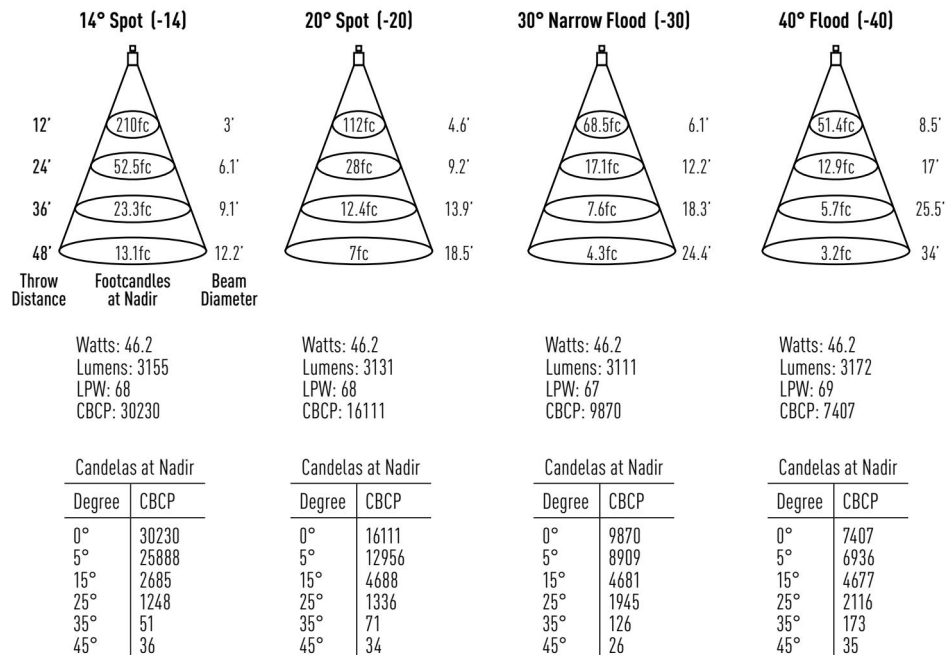 14° Spot (-14) 20° Spot (-20) 30° Narrow Flood (-30) 40° Flood (-40)
12' 210fc 3' 112fc 4.6' 68.5fc 6.1' 51.4fc 8.5'
24' 52.5fc 6.1' 28fc 9.2' 17.1fc 12.2' 12.9fc 17'
36' 23.3fc 9.1' 12.4fc 13.9' 7.6fc 18.3' 5.7fc 25.5'
48' 13.1fc 12.2' 7fc 18.5' 4.3fc 24.4' 3.2fc 34'
Throw Footcandles Beam
Distance at Nadir Diameter
Watts: 46.2 Watts: 46.2 Watts: 46.2 Watts: 46.2
Lumens: 3155 Lumens: 3131 Lumens: 3111 Lumens: 3172
LPW: 68 LPW: 68 LPW: 67 LPW: 69
CBCP: 30230 CBCP: 16111 CBCP: 9870 CBCP: 7407
Candelas at Nadir Candelas at Nadir Candelas at Nadir Candelas at Nadir
Degree CBCP Degree CBCP Degree CBCP Degree CBCP
0° 30230 0° 16111 0° 9870 0° 7407
5° 25888 5° 12956 5° 8909 5° 6936
15° 2685 15° 4688 15° 4681 15° 4677
25° 1248 25° 1336 25° 1945 25° 2116
35° 51 35° 71 35° 126 35° 173
45° 36 45° 34 45° 26 45° 35